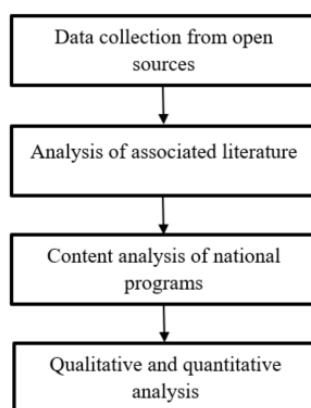 Data collection from open
sources
Analysis of associated literature
Content analysis of national
programs
Qualitative and quantitative
analysis